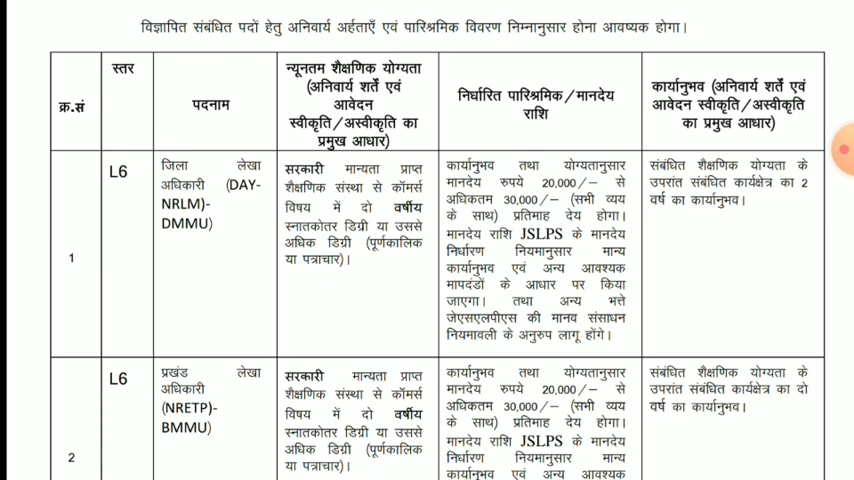 विज्ञापित संबंधित पदों हेतु अनिवार्य अर्हताएँ एवं पारिश्रमिक विवरण निम्नानुसार होना आवष्यक होगा।
क्र.सं
स्तर
पदनाम
न्यूनतम शैक्षणिक योग्यता
(अनिवार्य शर्तें एवं
आवेदन
स्वीकृति/अस्वीकृति का
प्रमुख आधार)
निर्धारित पारिश्रमिक/मानदेय
राशि
कार्यानुभव (अनिवार्य शर्तें एवं
आवेदन स्वीकृति/अस्वीकृति
का प्रमुख आधार)
1
L6
जिला लेखा
अधिकारी (DAY-
NRLM)-
DMMU)
सरकारी मान्यता प्राप्त
शैक्षणिक संस्था से कॉमर्स
विषय में दो वर्षीय
स्नातकोतर डिग्री या उससे
अधिक डिग्री (पूर्णकालिक
या पत्राचार)।
कार्यानुभव तथा योग्यतानुसार
मानदेय रुपये 20,000/– से
अधिकतम 30,000/– (सभी व्यय
के साथ) प्रतिमाह देय होगा।
मानदेय राशि JSLPS के मानदेय
निर्धारण नियमानुसार मान्य
कार्यानुभव एवं अन्य आवश्यक
मापदंडों के आधार पर किया
जाएगा। तथा अन्य भत्ते
जेएसएलपीएस की मानव संसाधन
नियमावली के अनुरुप लागू होंगे।
संबंधित शैक्षणिक योग्यता के
उपरांत संबंधित कार्यक्षेत्र का 2
वर्ष का कार्यानुभव।
2
L6
प्रखंड लेखा
अधिकारी
(NRETP)-
BMMU)
सरकारी मान्यता प्राप्त
शैक्षणिक संस्था से कॉमर्स
विषय में दो वर्षीय
स्नातकोतर डिग्री या उससे
अधिक डिग्री (पूर्णकालिक
या पत्राचार)।
कार्यानुभव तथा योग्यतानुसार
मानदेय रुपये 20,000/– से
अधिकतम 30,000/– (सभी व्यय
के साथ) प्रतिमाह देय होगा।
मानदेय राशि JSLPS के मानदेय
निर्धारण नियमानुसार मान्य
कार्यानुभव एवं अन्य आवश्यक
संबंधित शैक्षणिक योग्यता के
उपरांत संबंधित कार्यक्षेत्र का दो
वर्ष का कार्यानुभव।